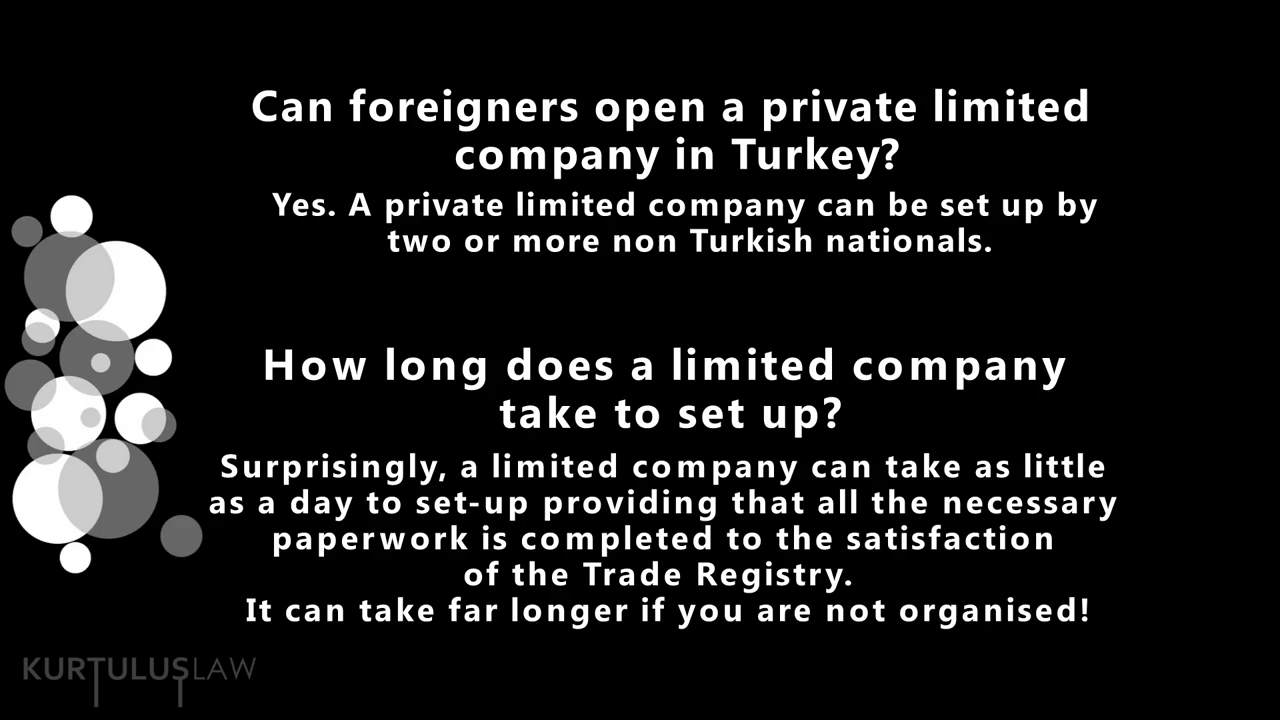 Can foreigners open a private limited
company in Turkey?
Yes. A private limited company can be set up by
two or more non Turkish nationals.
How long does a limited company
take to set up?
Surprisingly, a limited company can take as little
as a day to set-up providing that all the necessary
paperwork is completed to the satisfaction
of the Trade Registry.
It can take far longer if you are not organised!
KURTULUSLAW